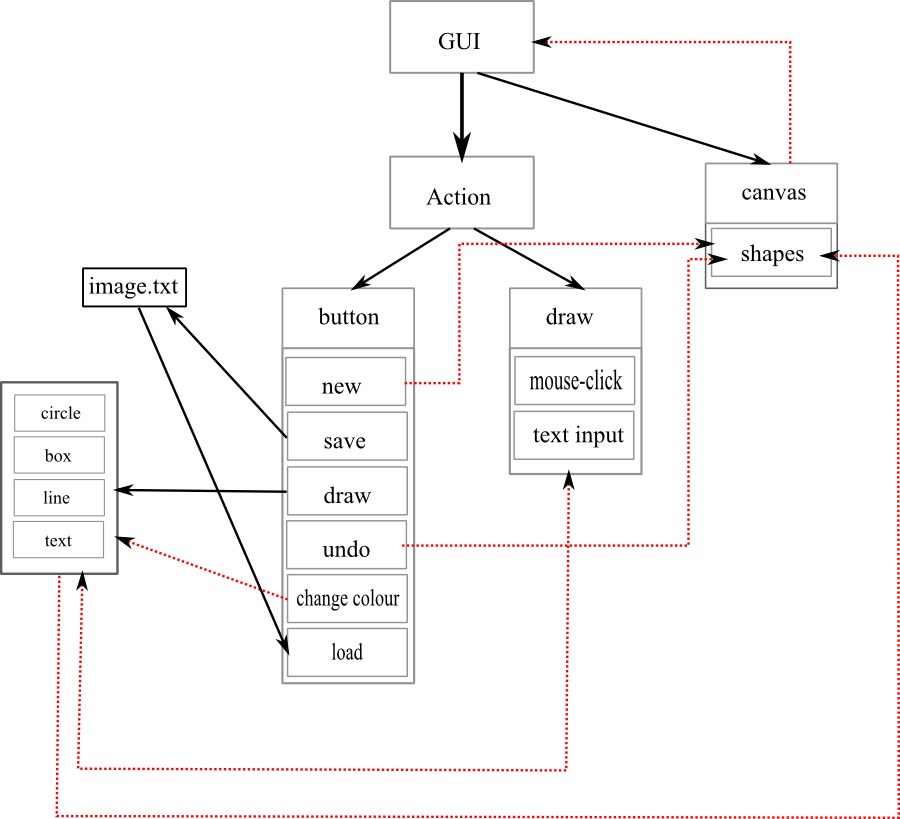 GUI
Action
canvas
shapes
image.txt
button
new
save
draw
undo
change colour
load
draw
mouse-click
text input
circle
box
line
text